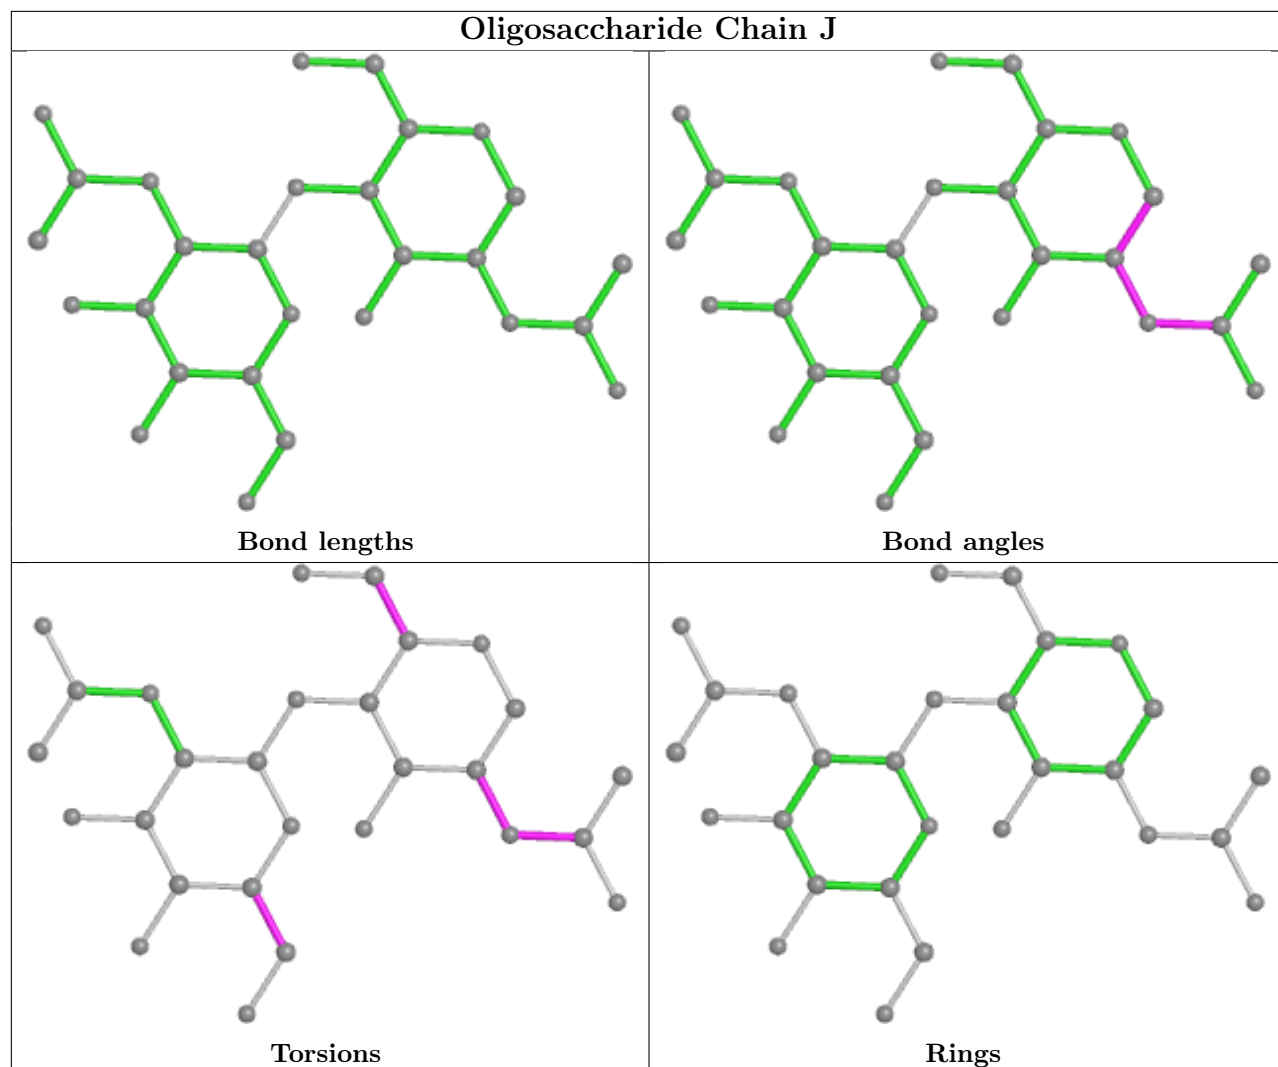 Oligosaccharide Chain J
Bond lengths
Bond angles
Torsions
Rings